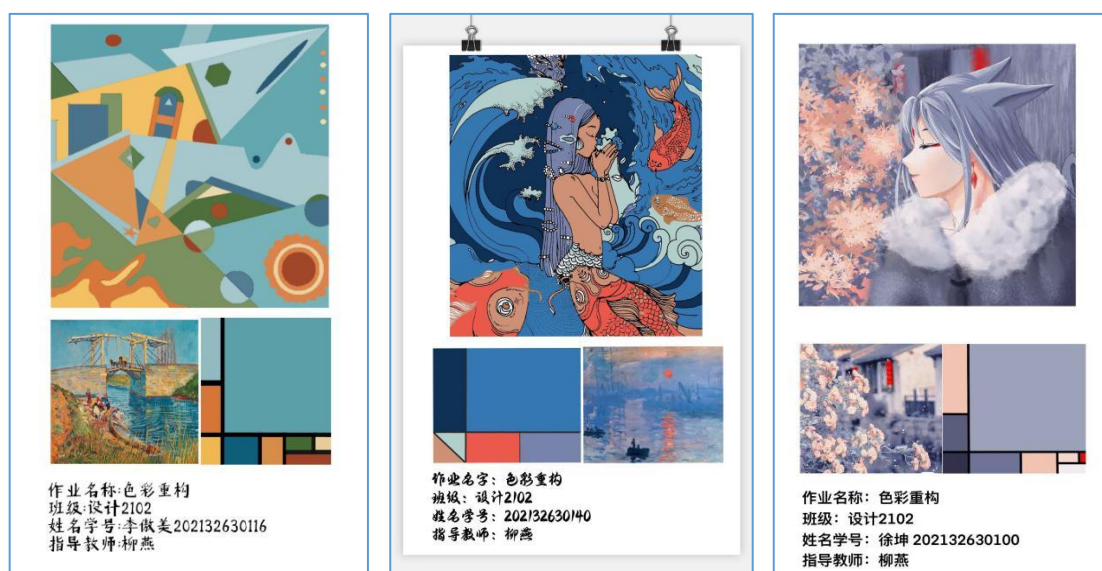 作业名称:色彩重构
班级:设计2102
姓名学号:李傲美202132630116
指导教师:柳燕
作业名字：色彩重构
班级：设计2102
姓名学号：202132630140
指导教师：柳燕
作业名称：色彩重构
班级：设计2102
姓名学号：徐坤 202132630100
指导教师：柳燕